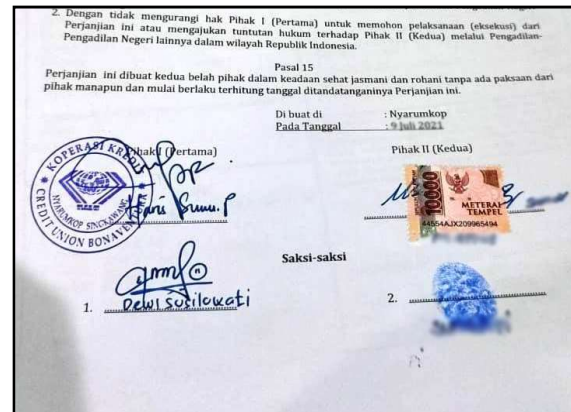 2. Dengan tidak mengurangi hak Pihak I (Pertama) untuk memohon pelaksanaan (eksekusi) dari
Perjanjian ini atau mengajukan tuntutan hukum terhadap Pihak II (Kedua) melalui Pengadilan-
Pengadilan Negeri lainnya dalam wilayah Republik Indonesia.
Pasal 15
Perjanjian ini dibuat kedua belah pihak dalam keadaan sehat jasmani dan rohani tanpa ada paksaan dari
pihak manapun dan mulai berlaku terhitung tanggal ditandatanganinya Perjanjian ini.
Di buat di : Nyarumkop
Pada Tanggal : 9 Juli 2021
Pihak I (Pertama)
Pihak II (Kedua)
KOPERASI KREDIT
NYARUMKOP SINGKAWANG
CREDIT UNION
10000
METERAI
TEMPEL
44554AJX209965494
Saksi-saksi
1. Dewi Susilowati
2.